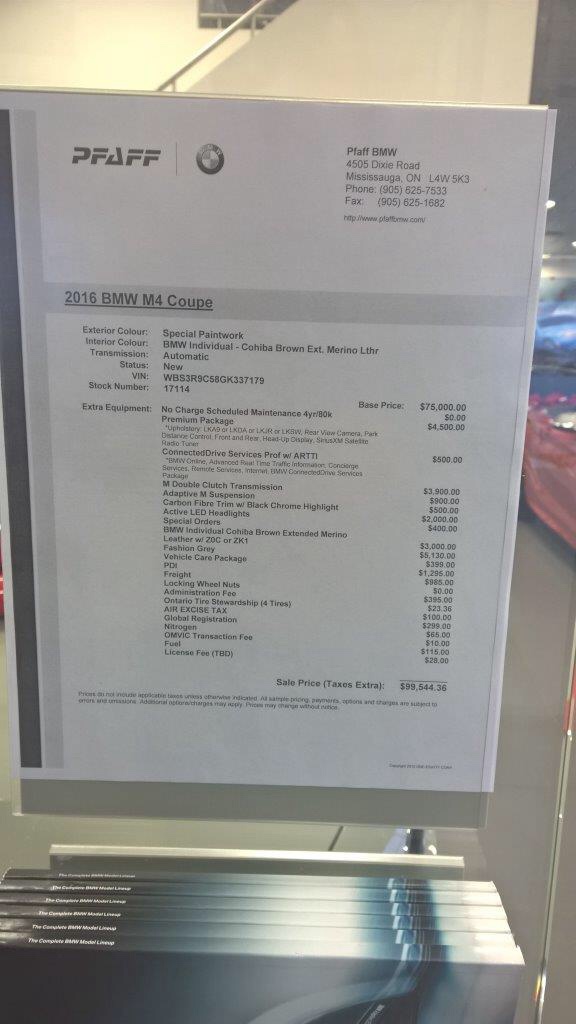 PFAFF
Pfaff BMW
4505 Dixie Road
Mississauga, ON L4W 5K3
Phone: (905) 625-7533
Fax: (905) 625-1682
http://www.pfaffbmw.com/
2016 BMW M4 Coupe
Exterior Colour: Special Paintwork
Interior Colour: BMW Individual - Cohiba Brown Ext. Merino Lthr
Transmission: Automatic
Status: New
VIN: WBS3R9C58GK337179
Stock Number: 17114
Base Price: $75,000.00
Extra Equipment: No Charge Scheduled Maintenance 4yr/80k $0.00
Premium Package $4,500.00
*Upholstery: LKA9 or LKDA or LKJR or LKSW, Rear View Camera, Park
Distance Control, Front and Rear, Head-Up Display, SiriusXM Satellite
Radio Tuner
ConnectedDrive Services Prof w/ ARTTI $500.00
*BMW Online, Advanced Real Time Traffic Information, Concierge
Services, Remote Services, Internet, BMW ConnectedDrive Services
Package
M Double Clutch Transmission $3,900.00
Adaptive M Suspension $900.00
Carbon Fibre Trim w/ Black Chrome Highlight $500.00
Active LED Headlights $2,000.00
Special Orders $400.00
BMW Individual Cohiba Brown Extended Merino
Leather w/ Z0C or ZK1 $3,000.00
Fashion Grey $5,130.00
Vehicle Care Package $399.00
PDI $1,295.00
Freight $985.00
Locking Wheel Nuts $0.00
Administration Fee $395.00
Ontario Tire Stewardship (4 Tires) $23.36
AIR EXCISE TAX $100.00
Global Registration $299.00
Nitrogen $65.00
OMVIC Transaction Fee $10.00
Fuel $115.00
License Fee (TBD) $28.00
Sale Price (Taxes Extra): $99,544.36
Prices do not include applicable taxes unless otherwise indicated. All sample pricing, payments, options and charges are subject to
errors and omissions. Additional options/charges may apply. Prices may change without notice.
The Complete BMW Model Lineup
The Complete BMW Model Lineup
The Complete BMW Model Lineup
The Complete BMW Model Lineup
The Complete BMW Model Lineup
The Complete BMW Model Lineup